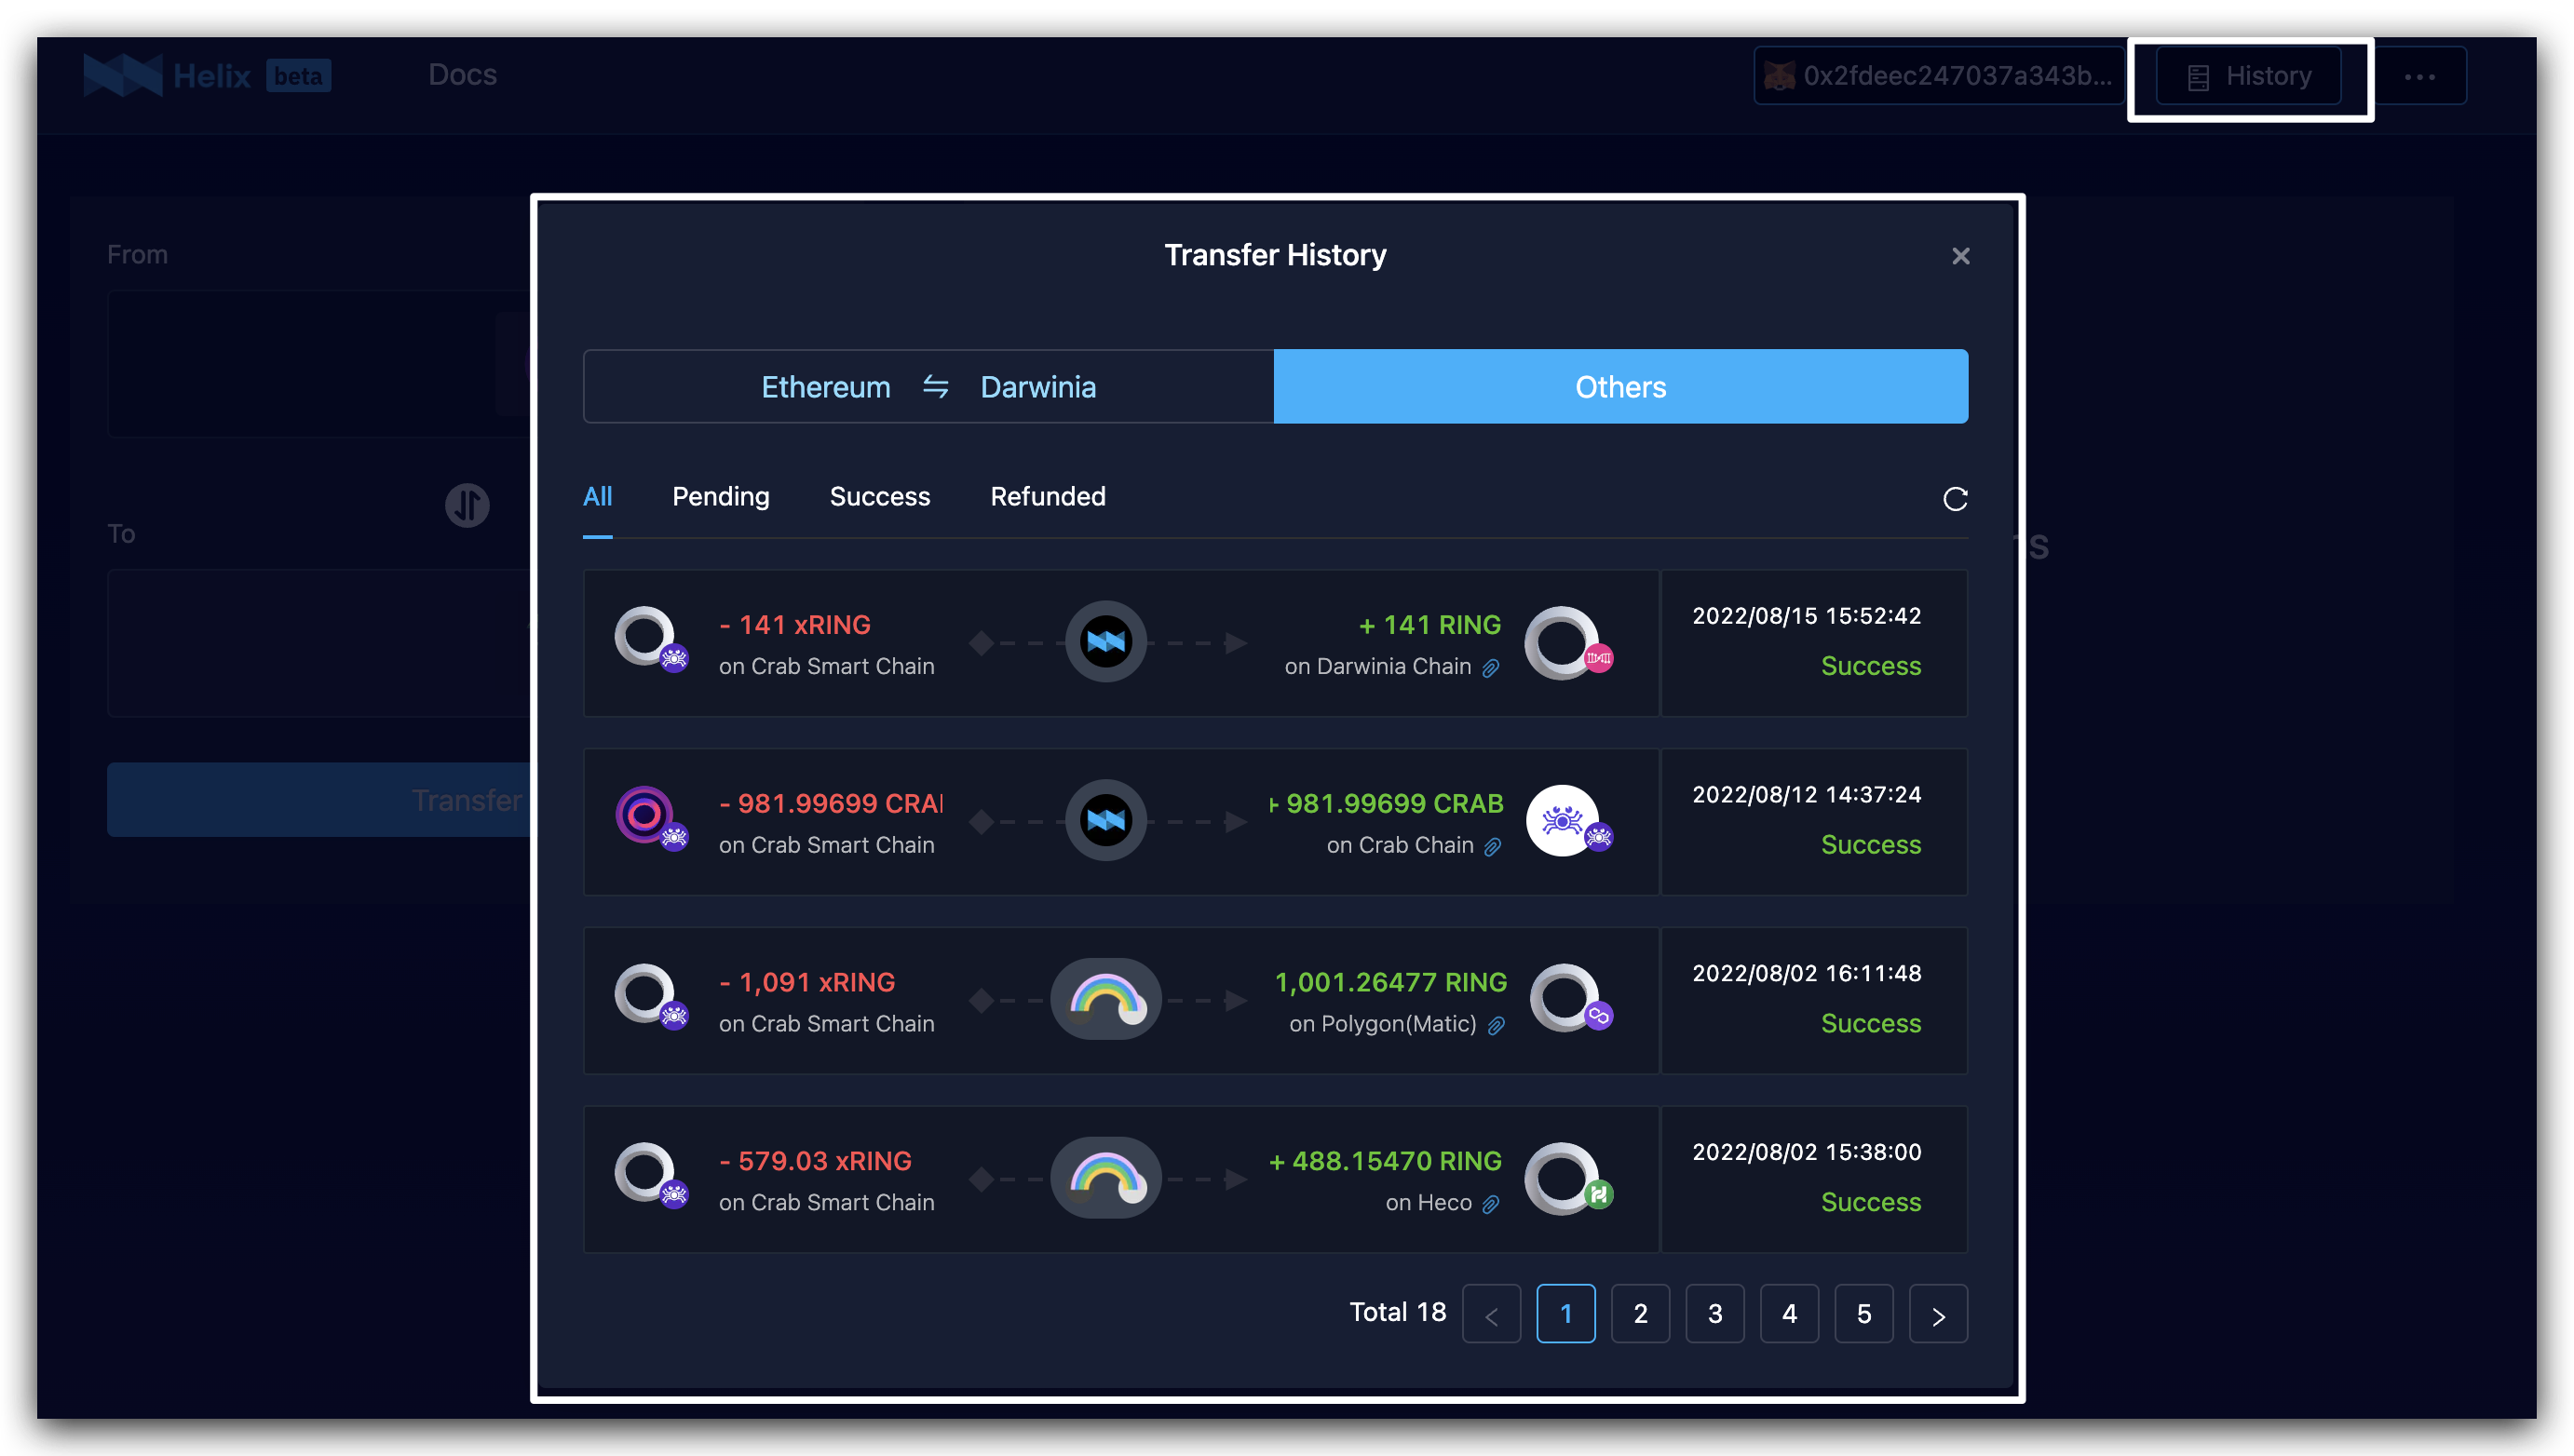 Helix beta
Docs
0x2fdeec247037a343b...
History
...
From
To
Transfer
Transfer History
Ethereum ⇋ Darwinia
Others
All
Pending
Success
Refunded
- 141 xRING
on Crab Smart Chain
+ 141 RING
on Darwinia Chain
2022/08/15 15:52:42
Success
- 981.99699 CRAB
on Crab Smart Chain
+ 981.99699 CRAB
on Crab Chain
2022/08/12 14:37:24
Success
- 1,091 xRING
on Crab Smart Chain
1,001.26477 RING
on Polygon(Matic)
2022/08/02 16:11:48
Success
- 579.03 xRING
on Crab Smart Chain
+ 488.15470 RING
on Heco
2022/08/02 15:38:00
Success
Total 18 < 1 2 3 4 5 >